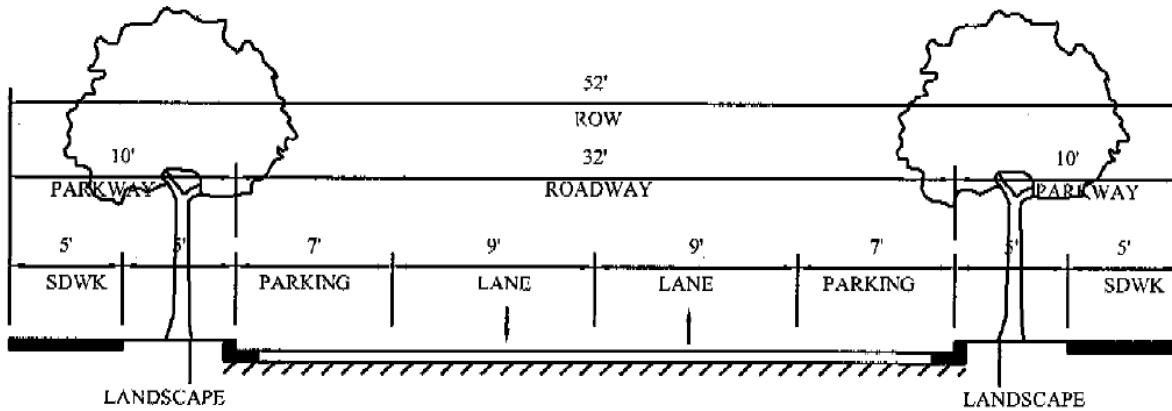 52'
ROW
10' 32' 10'
PARKWAY ROADWAY PARKWAY
5' 5' 7' 9' 9' 7' 5' 5'
SDWK PARKING LANE LANE PARKING SDWK
LANDSCAPE LANDSCAPE